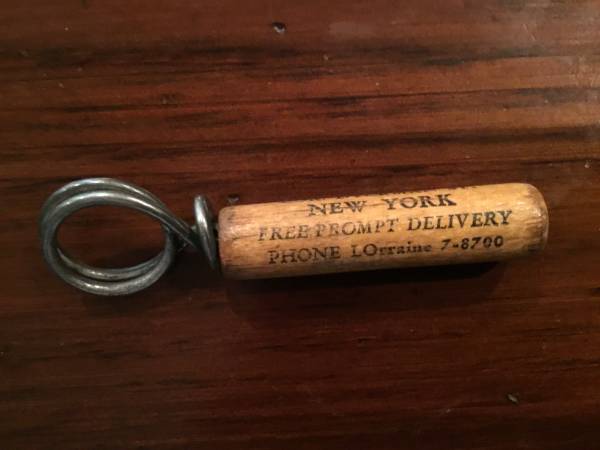 NEW YORK
FREE PROMPT DELIVERY
PHONE LOrraine 7-8700